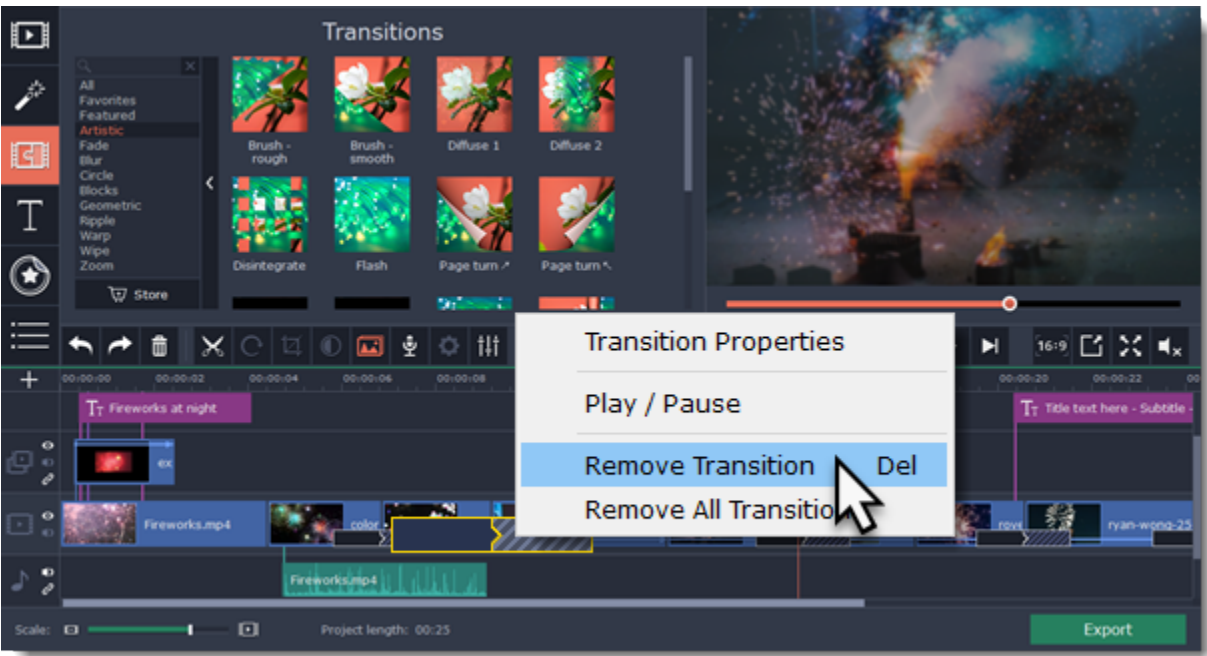 Transitions
All
Favorites
Featured
Artistic
Fade
Blur
Circle
Blocks
Geometric
Ripple
Warp
Wipe
Zoom
Store
Brush -
rough
Brush -
smooth
Diffuse 1
Diffuse 2
Disintegrate
Flash
Page turn ↗
Page turn ↖
T
Transition Properties
Play / Pause
Remove Transition Del
Remove All Transitio
16:9
00:00:00 00:00:02 00:00:04 00:00:06 00:00:08 00:00:20 00:00:22 00
Tт Fireworks at night
Tт Title text here - Subtitle -
ex
Fireworks.mp4
color
rove
ryan-wong-25
Fireworks.mp4
Scale:
Project length: 00:25
Export